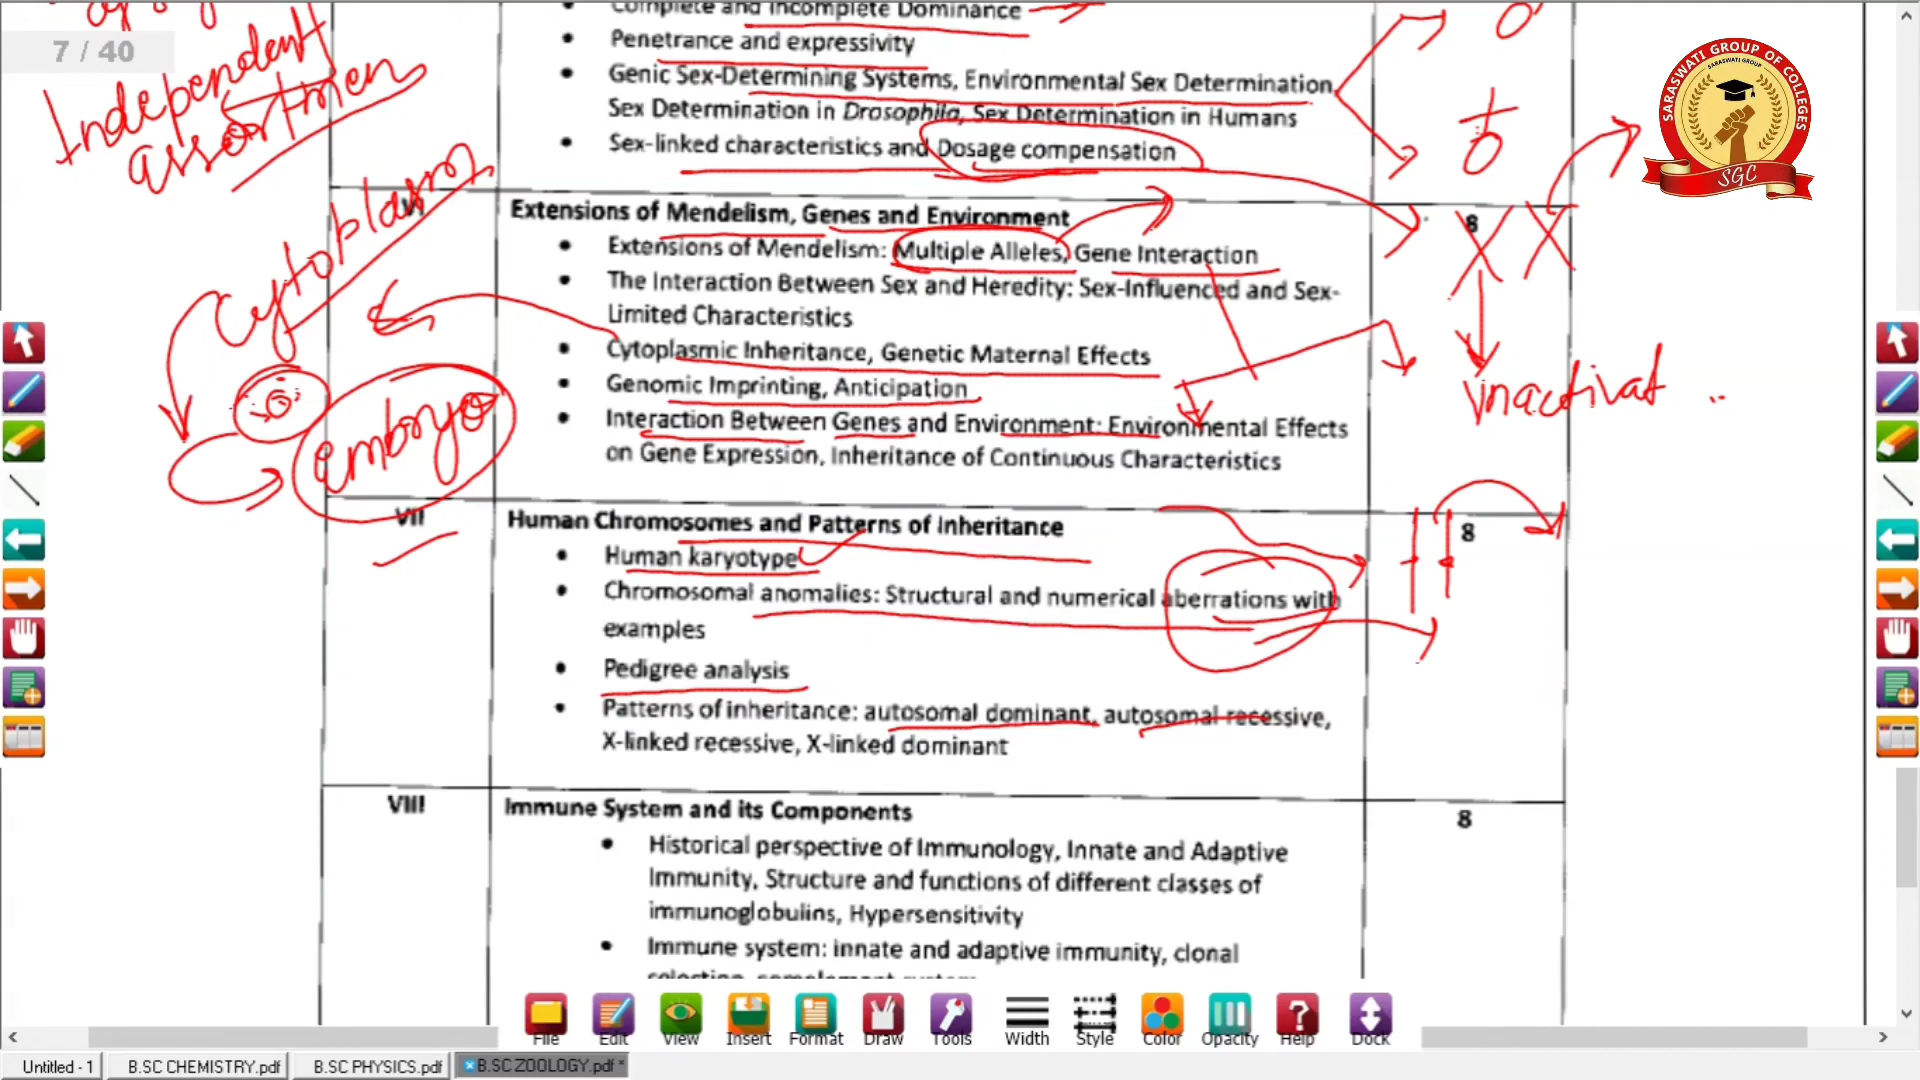 7 / 40
Complete and Incomplete Dominance
Penetrance and expressivity
Genic Sex-Determining Systems, Environmental Sex Determination,
Sex Determination in Drosophila, Sex Determination in Humans
Sex-linked characteristics and Dosage compensation
Independent
assortmen
Cytoplasm
embryo
X X
inactivat
SARASWATI GROUP OF COLLEGES
SARASWATI GROUP
SGC
VI
Extensions of Mendelism, Genes and Environment
8
Extensions of Mendelism: Multiple Alleles, Gene Interaction
The Interaction Between Sex and Heredity: Sex-Influenced and Sex-
Limited Characteristics
Cytoplasmic Inheritance, Genetic Maternal Effects
Genomic Imprinting, Anticipation
Interaction Between Genes and Environment: Environmental Effects
on Gene Expression, Inheritance of Continuous Characteristics
VII
Human Chromosomes and Patterns of Inheritance
8
Human karyotype
Chromosomal anomalies: Structural and numerical aberrations with
examples
Pedigree analysis
Patterns of inheritance: autosomal dominant, autosomal recessive,
X-linked recessive, X-linked dominant
VIII
Immune System and its Components
8
Historical perspective of Immunology, Innate and Adaptive
Immunity, Structure and functions of different classes of
immunoglobulins, Hypersensitivity
Immune system: innate and adaptive immunity, clonal
selection, complement system
File Edit View Insert Format Draw Tools Width Style Color Opacity Help Dock
Untitled - 1 B.SC CHEMISTRY.pdf B.SC PHYSICS.pdf B.SC ZOOLOGY.pdf *